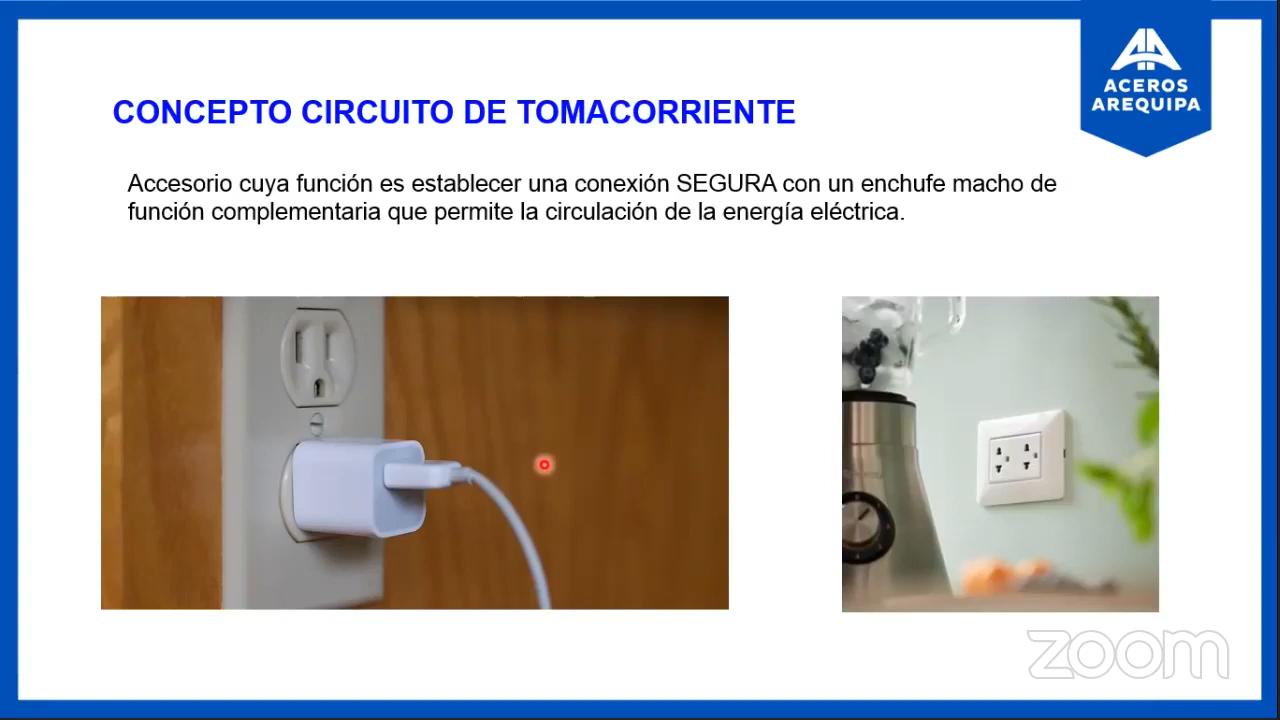 ACEROS
AREQUIPA
CONCEPTO CIRCUITO DE TOMACORRIENTE
Accesorio cuya función es establecer una conexión SEGURA con un enchufe macho de
función complementaria que permite la circulación de la energía eléctrica.
zoom